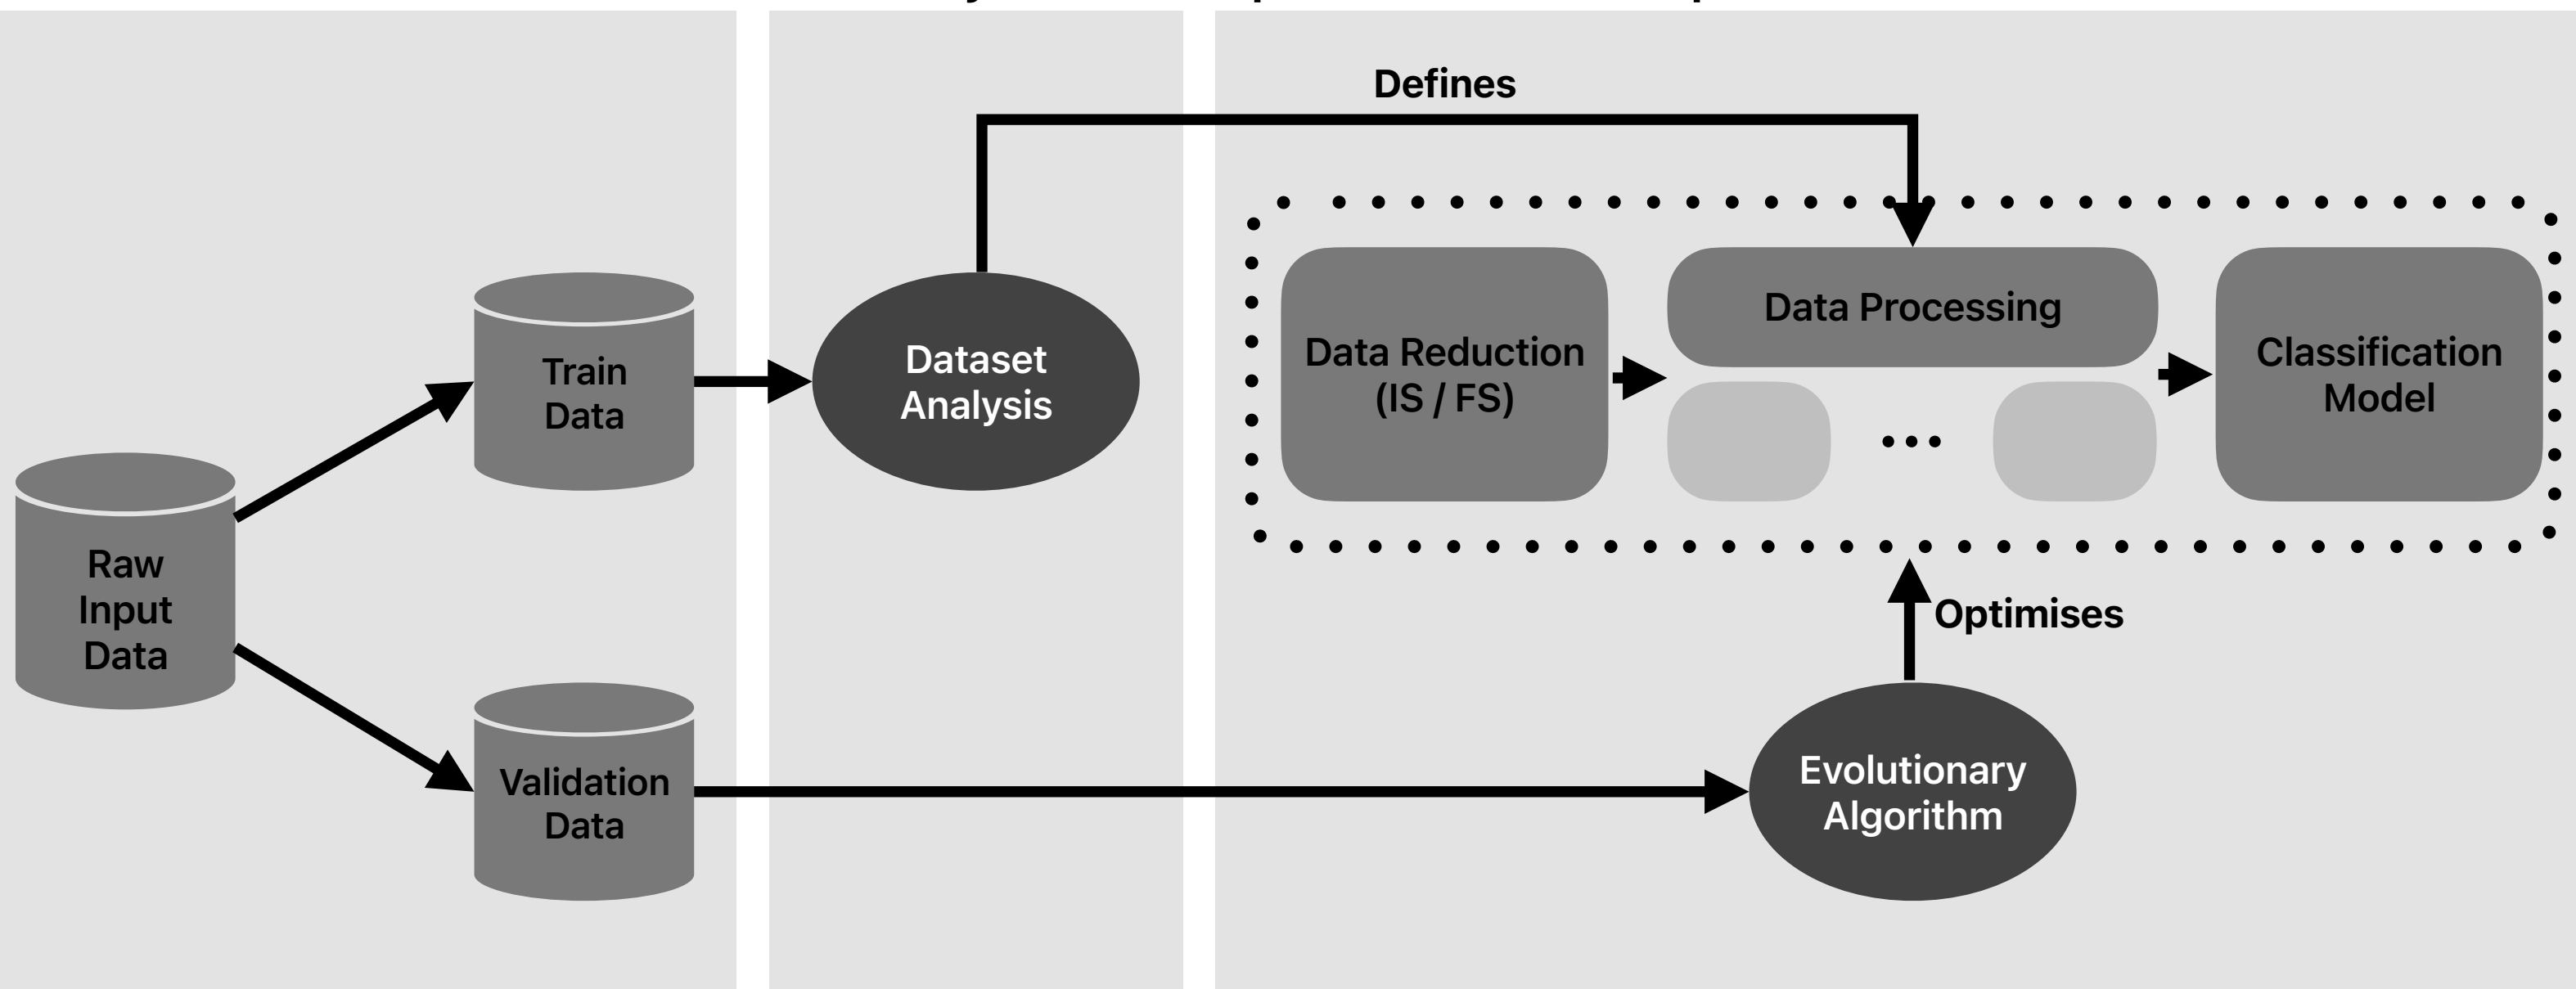 Defines
Train
Data
Dataset
Analysis
Data Reduction
(IS / FS)
Data Processing
...
Classification
Model
Raw
Input
Data
Optimises
Validation
Data
Evolutionary
Algorithm